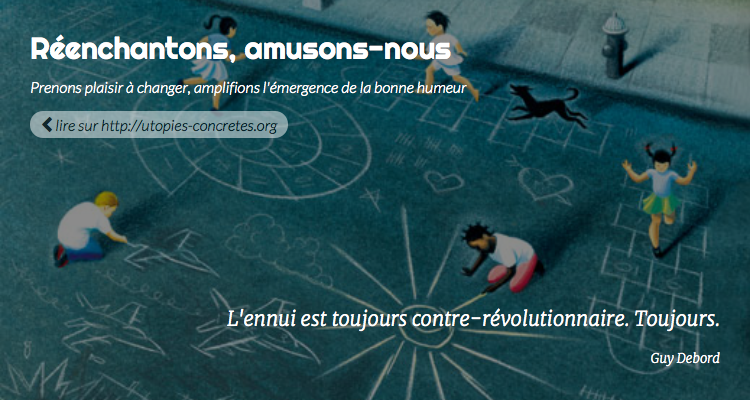 Réenchantons, amusons-nous
Prenons plaisir à changer, amplifions l'émergence de la bonne humeur
lire sur http://utopies-concretes.org
L'ennui est toujours contre-révolutionnaire. Toujours.
Guy Debord